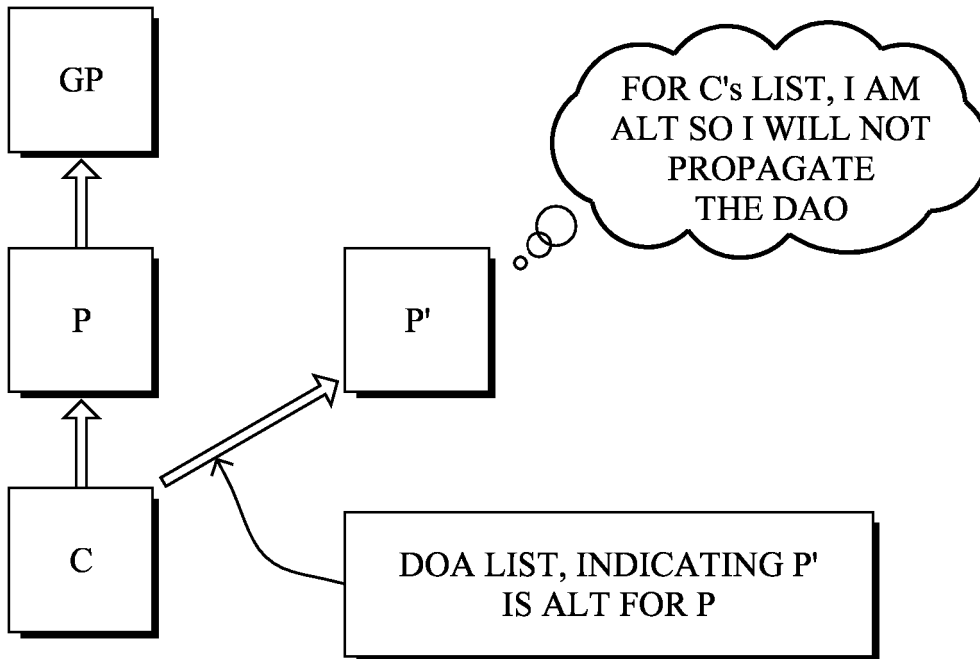 GP
FOR C's LIST, I AM
ALT SO I WILL NOT
PROPAGATE
THE DAO
P
P'
C
DOA LIST, INDICATING P'
IS ALT FOR P